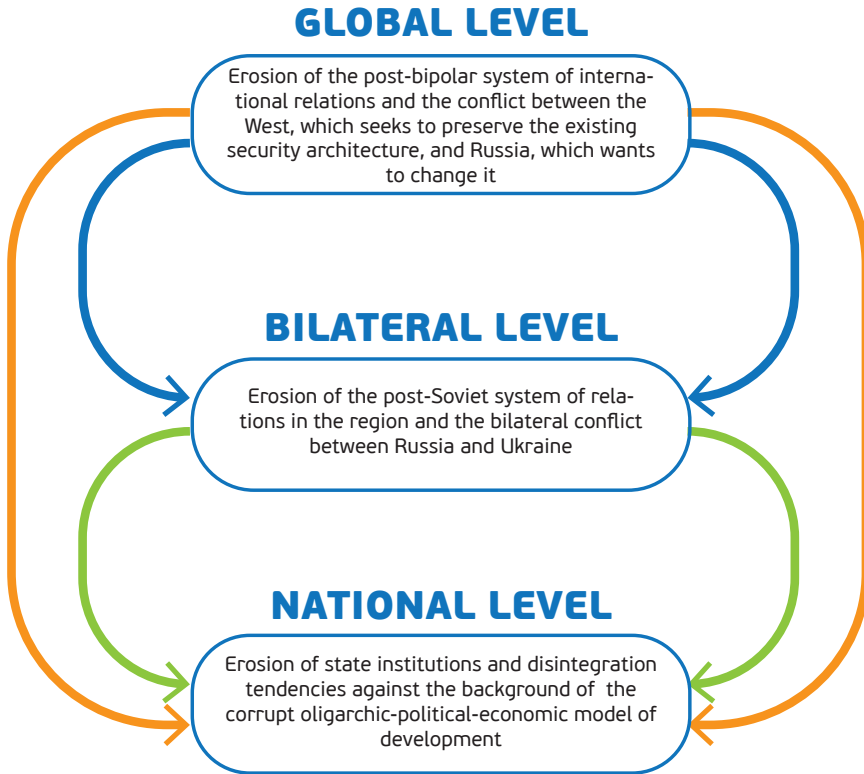 GLOBAL LEVEL
Erosion of the post-bipolar system of interna-
tional relations and the conflict between the
West, which seeks to preserve the existing
security architecture, and Russia, which wants
to change it
BILATERAL LEVEL
Erosion of the post-Soviet system of rela-
tions in the region and the bilateral conflict
between Russia and Ukraine
NATIONAL LEVEL
Erosion of state institutions and disintegration
tendencies against the background of the
corrupt oligarchic-political-economic model of
development